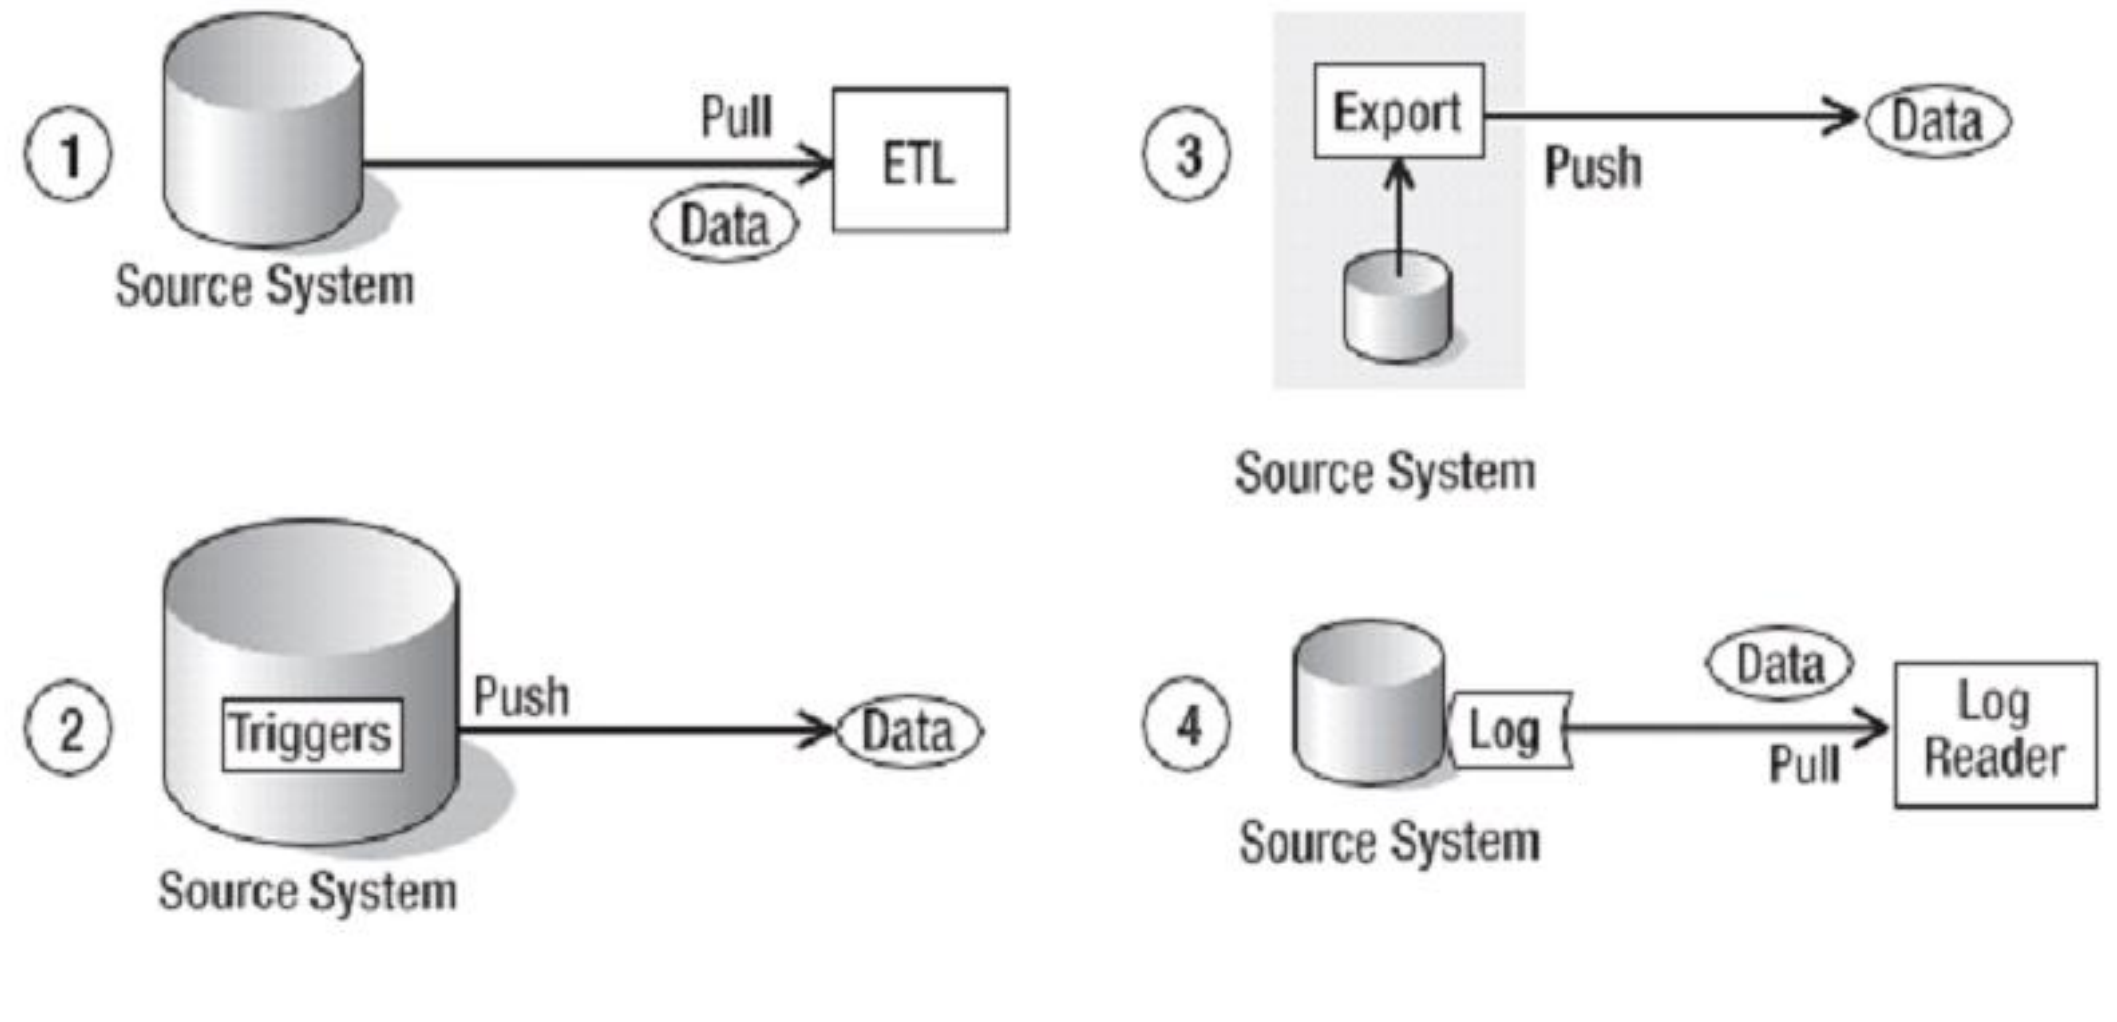 1
Pull
ETL
Data
Source System
2
Triggers
Push
Data
Source System
3
Export
Push
Data
Source System
4
Log
Data
Pull
Log
Reader
Source System